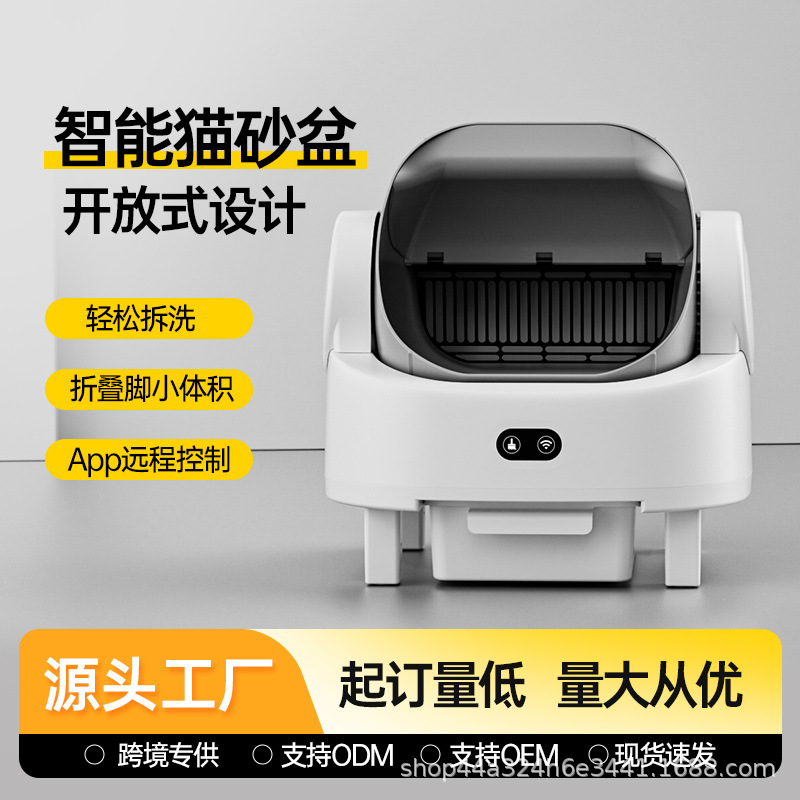 智能猫砂盆
开放式设计
轻松拆洗
折叠脚小体积
App远程控制
源头工厂
起订量低 量大从优
跨境专供 支持ODM 支持OEM 现货速发
shop44a324h6e3441.1688.com